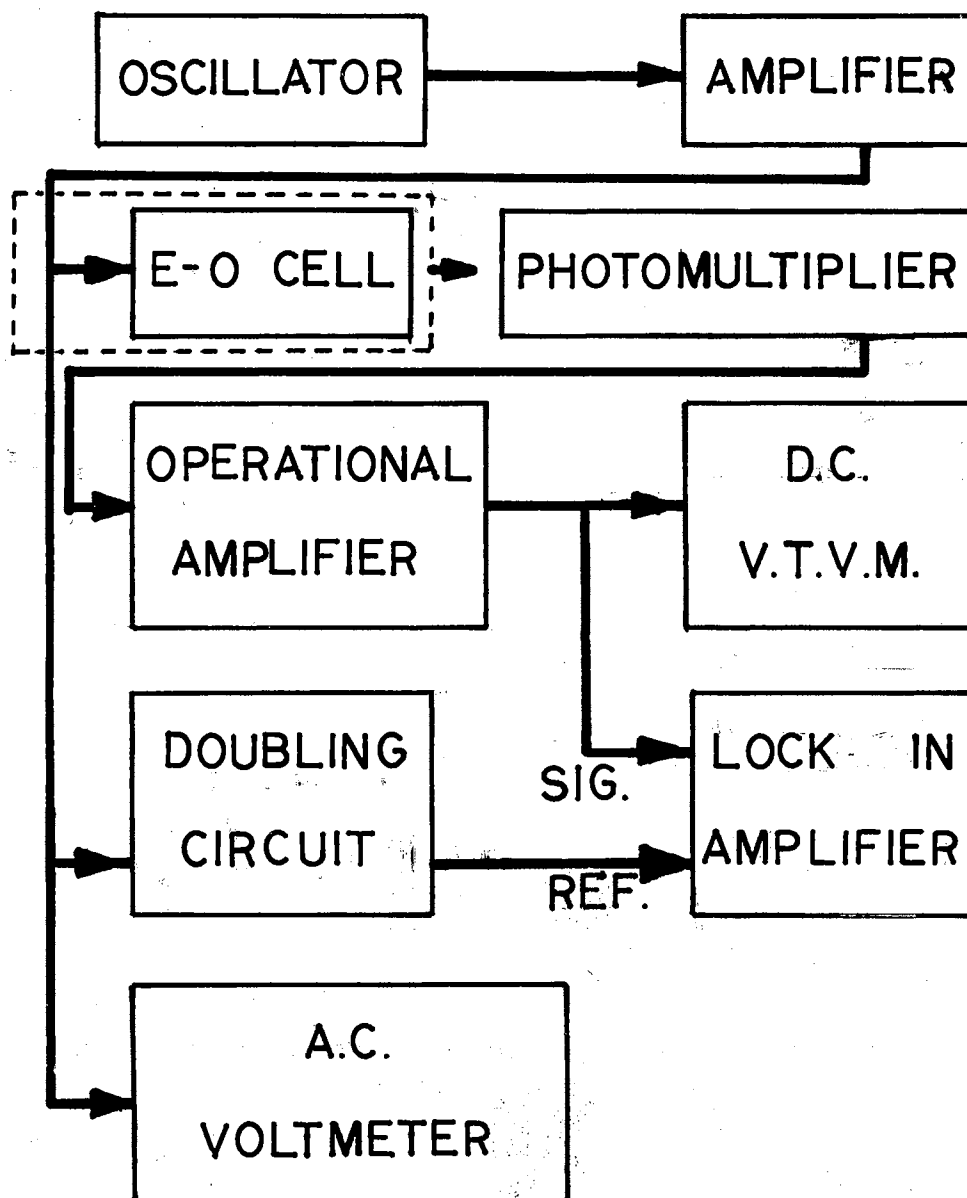 OSCILLATOR
AMPLIFIER
E-O CELL
PHOTOMULTIPLIER
OPERATIONAL
AMPLIFIER
D.C.
V.T.V.M.
DOUBLING
CIRCUIT
SIG.
REF.
LOCK IN
AMPLIFIER
A.C.
VOLTMETER